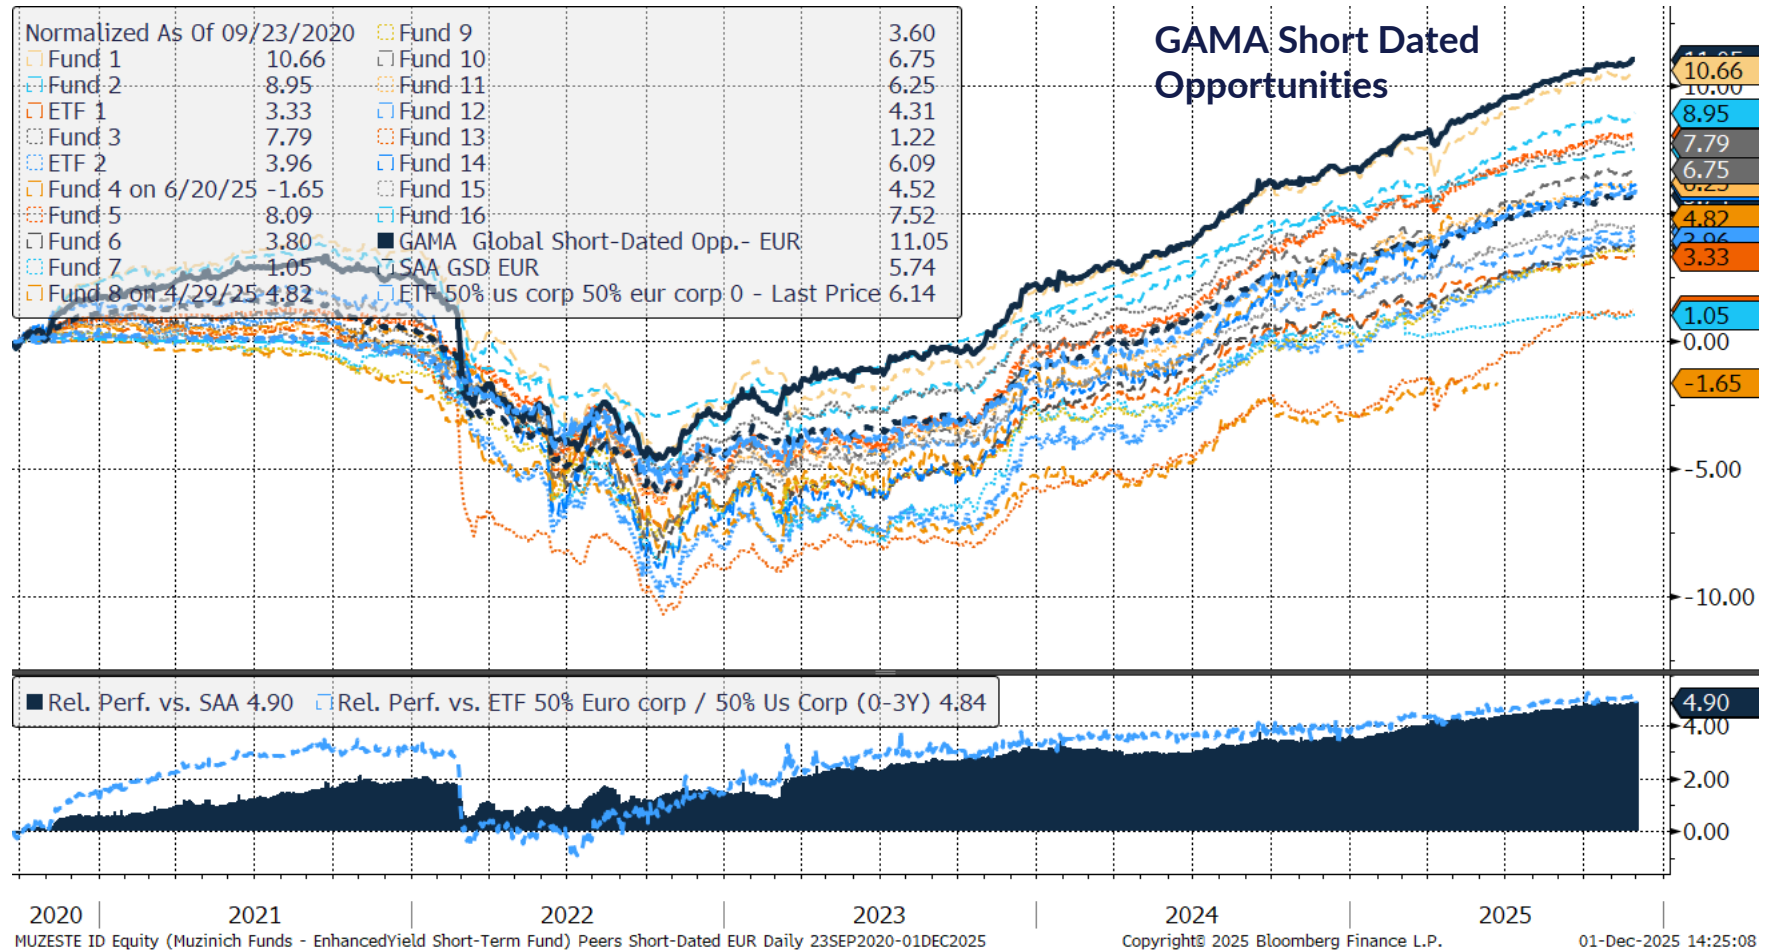 GAMA Short Dated
Opportunities
Normalized As Of 09/23/2020
Fund 1 10.66
Fund 2 8.95
ETF 1 3.33
Fund 3 7.79
ETF 2 3.96
Fund 4 on 6/20/25 -1.65
Fund 5 8.09
Fund 6 3.80
Fund 7 1.05
Fund 8 on 4/29/25 4.82
Fund 9 3.60
Fund 10 6.75
Fund 11 6.25
Fund 12 4.31
Fund 13 1.22
Fund 14 6.09
Fund 15 4.52
Fund 16 7.52
GAMA Global Short-Dated Opp.- EUR 11.05
SAA GSD EUR 5.74
ETF 50% us corp 50% eur corp 0 - Last Price 6.14
11.05
10.66
10.00
8.95
7.79
6.75
6.25
4.82
3.96
3.33
1.05
0.00
-1.65
-5.00
-10.00
Rel. Perf. vs. SAA 4.90 Rel. Perf. vs. ETF 50% Euro corp / 50% Us Corp (0-3Y) 4.84
4.90
4.00
2.00
0.00
2020 2021 2022 2023 2024 2025
MUZESTE ID Equity (Muzinich Funds - EnhancedYield Short-Term Fund) Peers Short-Dated EUR Daily 23SEP2020-01DEC2025 Copyright© 2025 Bloomberg Finance L.P. 01-Dec-2025 14:25:08